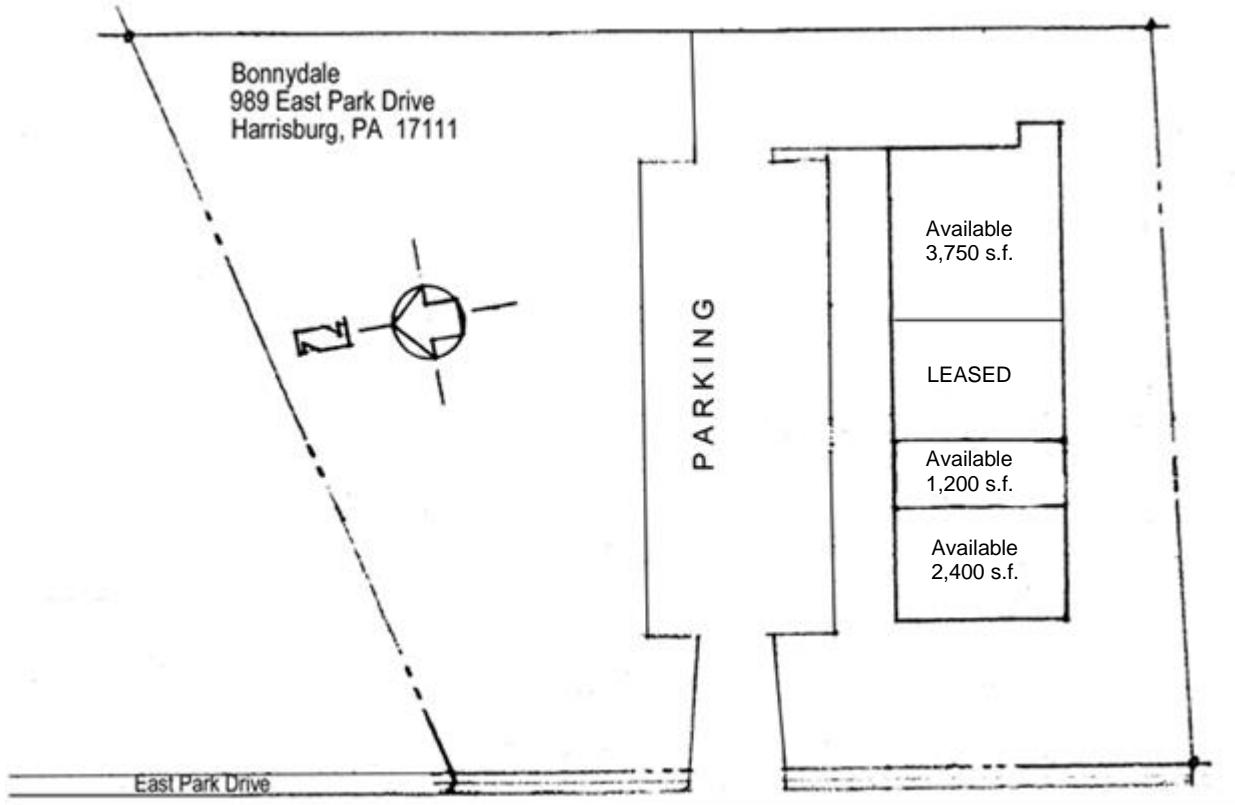 Bonnydale
989 East Park Drive
Harrisburg, PA 17111
N
PARKING
Available
3,750 s.f.
LEASED
Available
1,200 s.f.
Available
2,400 s.f.
East Park Drive